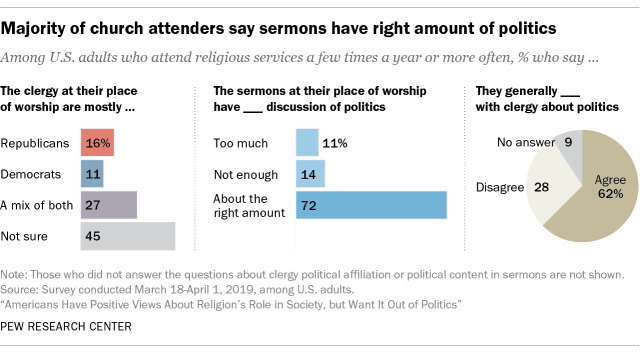 Majority of church attenders say sermons have right amount of politics
Among U.S. adults who attend religious services a few times a year or more often, % who say ...
The clergy at their place
of worship are mostly ...
Republicans 16%
Democrats 11
A mix of both 27
Not sure 45
The sermons at their place of worship
have ___ discussion of politics
Too much 11%
Not enough 14
About the
right amount 72
They generally ___
with clergy about politics
No answer 9
Disagree 28
Agree
62%
Note: Those who did not answer the questions about clergy political affiliation or political content in sermons are not shown.
Source: Survey conducted March 18-April 1, 2019, among U.S. adults.
“Americans Have Positive Views About Religion’s Role in Society, but Want It Out of Politics”
PEW RESEARCH CENTER